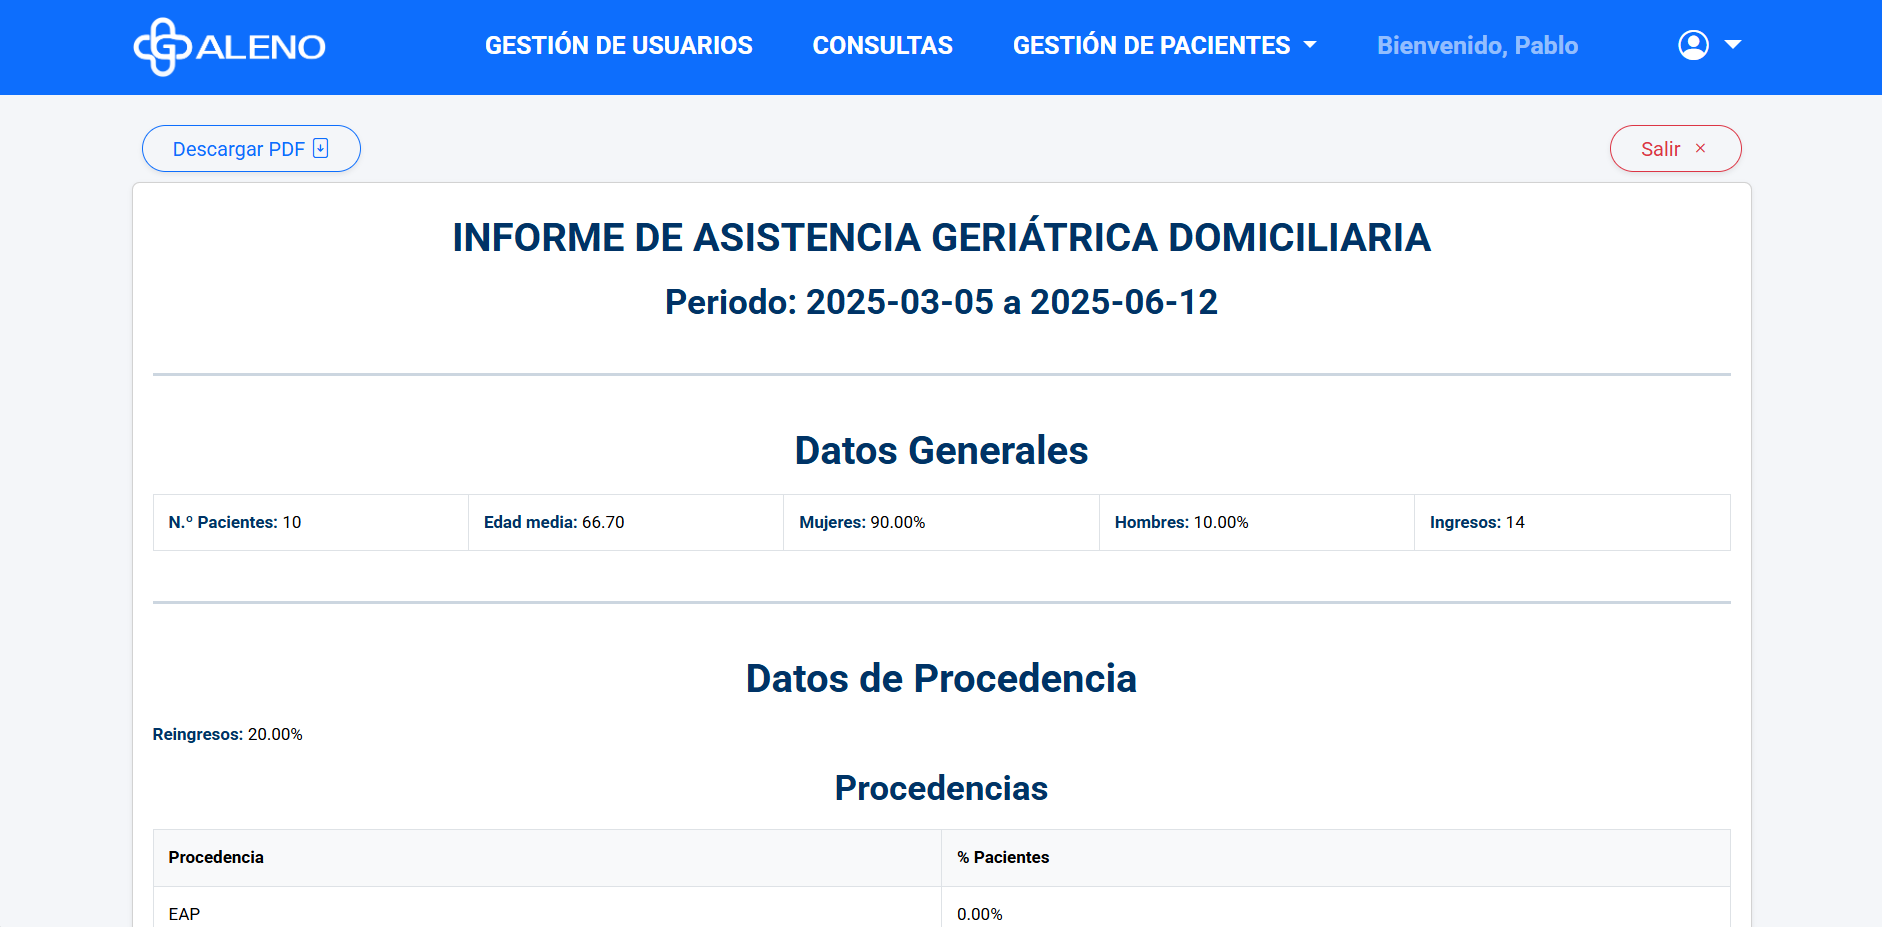 GALENO
GESTIÓN DE USUARIOS
CONSULTAS
GESTIÓN DE PACIENTES
Bienvenido, Pablo
Descargar PDF
Salir ×
INFORME DE ASISTENCIA GERIÁTRICA DOMICILIARIA
Periodo: 2025-03-05 a 2025-06-12
Datos Generales
N.º Pacientes: 10
Edad media: 66.70
Mujeres: 90.00%
Hombres: 10.00%
Ingresos: 14
Datos de Procedencia
Reingresos: 20.00%
Procedencias
Procedencia
% Pacientes
EAP
0.00%